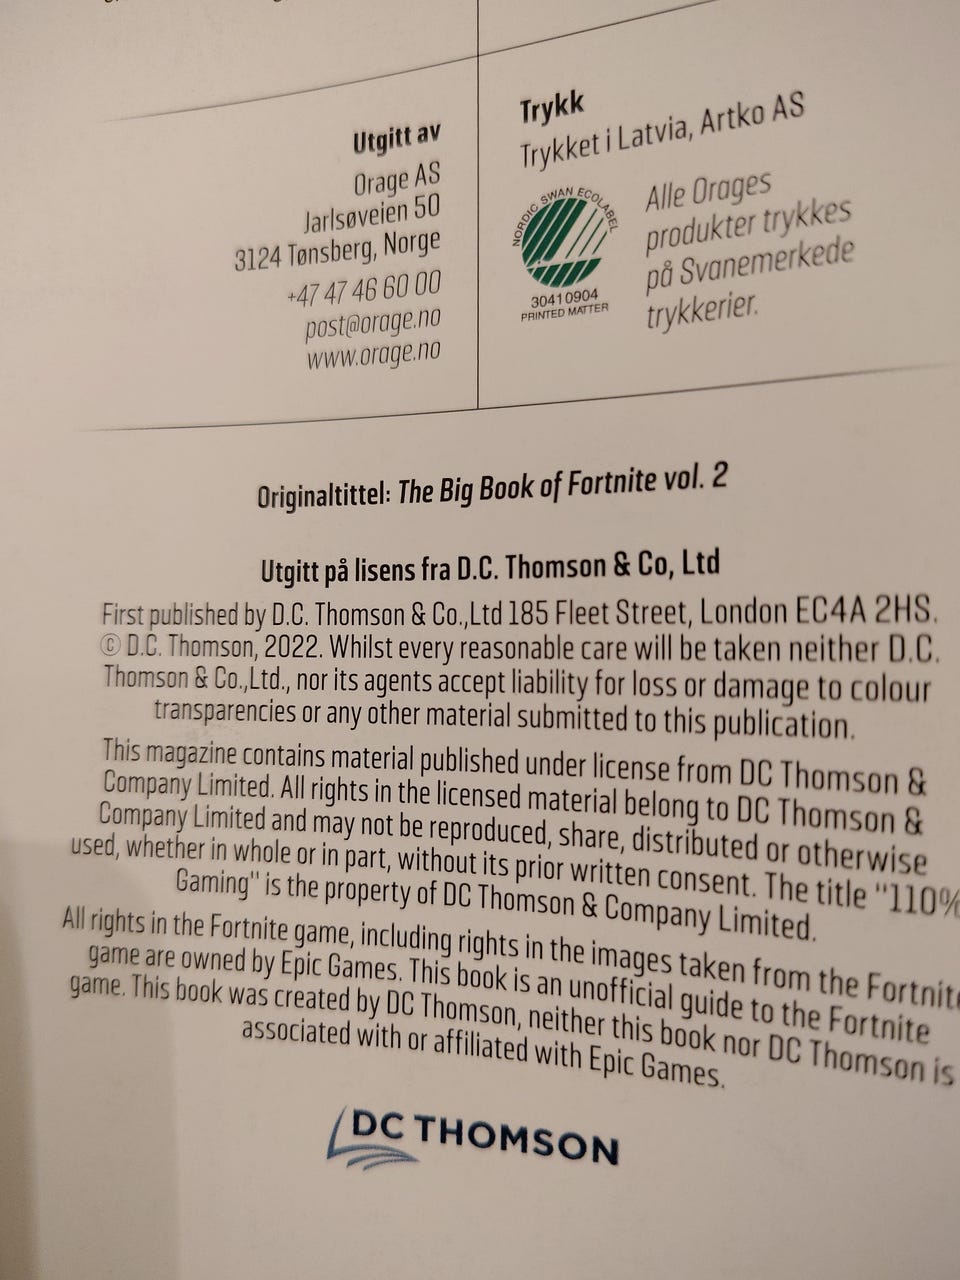 Utgitt av
Orage AS
Jarlsøveien 50
3124 Tønsberg, Norge
+47 47 46 60 00
post@orage.no
www.orage.no
Trykk
Trykket i Latvia, Artko AS
NORDIC SWAN ECOLABEL
3041 0904
PRINTED MATTER
Alle Orages
produkter trykkes
på Svanemerkede
trykkerier.
Originaltittel: The Big Book of Fortnite vol. 2
Utgitt på lisens fra D.C. Thomson & Co, Ltd
First published by D.C. Thomson & Co.,Ltd 185 Fleet Street, London EC4A 2HS.
© D.C. Thomson, 2022. Whilst every reasonable care will be taken neither D.C.
Thomson & Co.,Ltd., nor its agents accept liability for loss or damage to colour
transparencies or any other material submitted to this publication.
This magazine contains material published under license from DC Thomson &
Company Limited. All rights in the licensed material belong to DC Thomson &
Company Limited and may not be reproduced, share, distributed or otherwise
used, whether in whole or in part, without its prior written consent. The title "110%
Gaming" is the property of DC Thomson & Company Limited.
All rights in the Fortnite game, including rights in the images taken from the Fortnite
game are owned by Epic Games. This book is an unofficial guide to the Fortnite
game. This book was created by DC Thomson, neither this book nor DC Thomson is
associated with or affiliated with Epic Games.
DC THOMSON